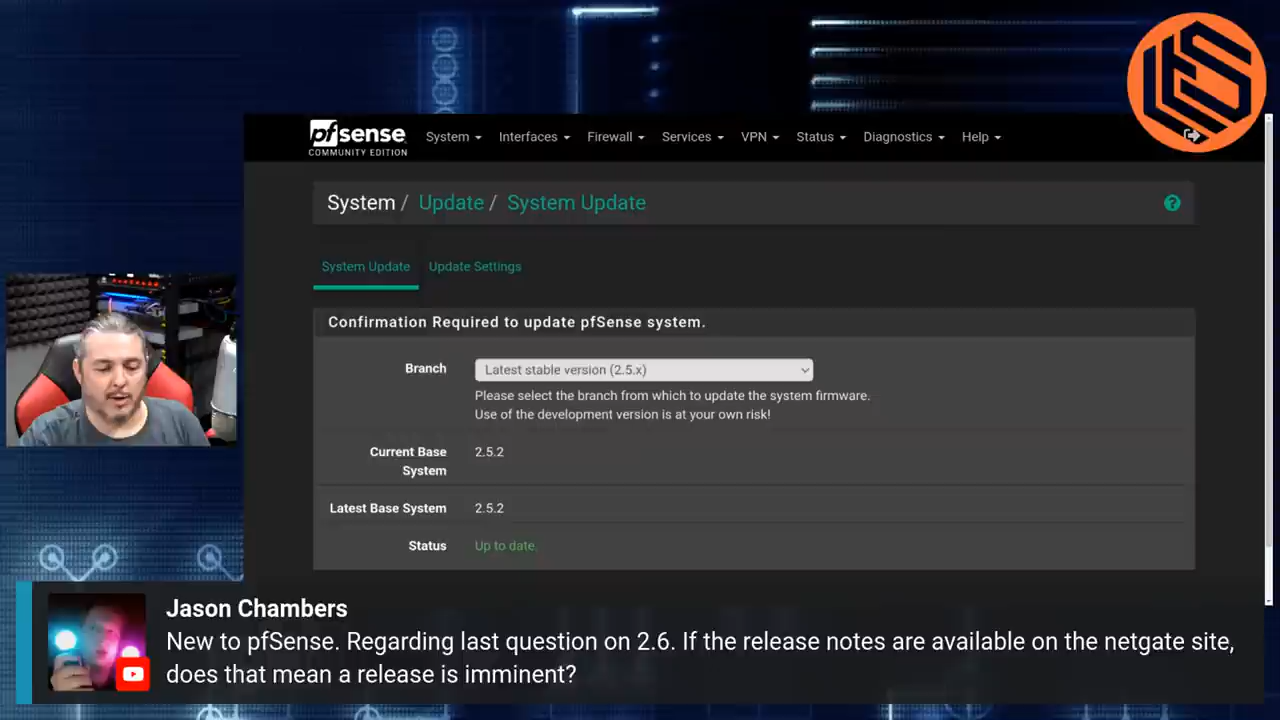 pfsense
COMMUNITY EDITION
System Interfaces Firewall Services VPN Status Diagnostics Help
System / Update / System Update
System Update Update Settings
Confirmation Required to update pfSense system.
Branch
Latest stable version (2.5.x)
Please select the branch from which to update the system firmware.
Use of the development version is at your own risk!
Current Base
System
2.5.2
Latest Base System 2.5.2
Status Up to date.
Jason Chambers
New to pfSense. Regarding last question on 2.6. If the release notes are available on the netgate site,
does that mean a release is imminent?